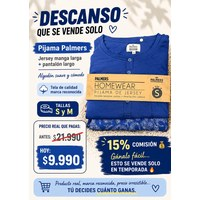 DESCANSO
QUE SE VENDE SOLO
Pijama Palmers
Jersey manga larga
+ pantalón largo
Algodón suave y cómodo
Tela de calidad
marca reconocida
TALLAS
S y M
PALMERS
HOMEWEAR
PIJAMA DE JERSEY
S
PRECIO REAL QUE PAGAS:
ANTES:
$21.990
HOY:
$9.990
15% COMISIÓN
Gánalo fácil...
ESTO SE VENDE SOLO
EN TEMPORADA
Producto real, marca reconocida, precio irresistible...
TÚ DECIDES CUÁNTO GANAS.